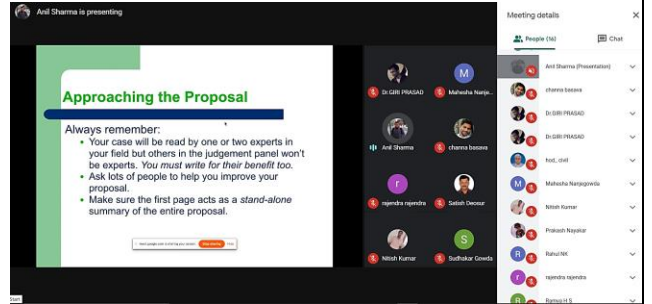 Anil Sharma is presenting
Approaching the Proposal
Always remember:
• Your case will be read by one or two experts in
your field but others in the judgement panel won't
be experts. You must write for their benefit too.
• Ask lots of people to help you improve your
proposal.
• Make sure the first page acts as a stand-alone
summary of the entire proposal.
Stop sharing
Start
Dr.GIRI PRASAD
M
Mahesha Nanje...
Anil Sharma
channa basava
r
rajendra rajendra
Satish Deosur
Nitish Kumar
S
Sudhakar Gowda
Meeting details
People (16)
Chat
Anil Sharma (Presentation)
channa basava
Dr.GIRI PRASAD
Dr.GIRI PRASAD
hod, civil
M
Mahesha Nanjegowda
Nitish Kumar
Prakash Nayakar
R
Rahul NK
r
rajendra rajendra
R
Ramya H S